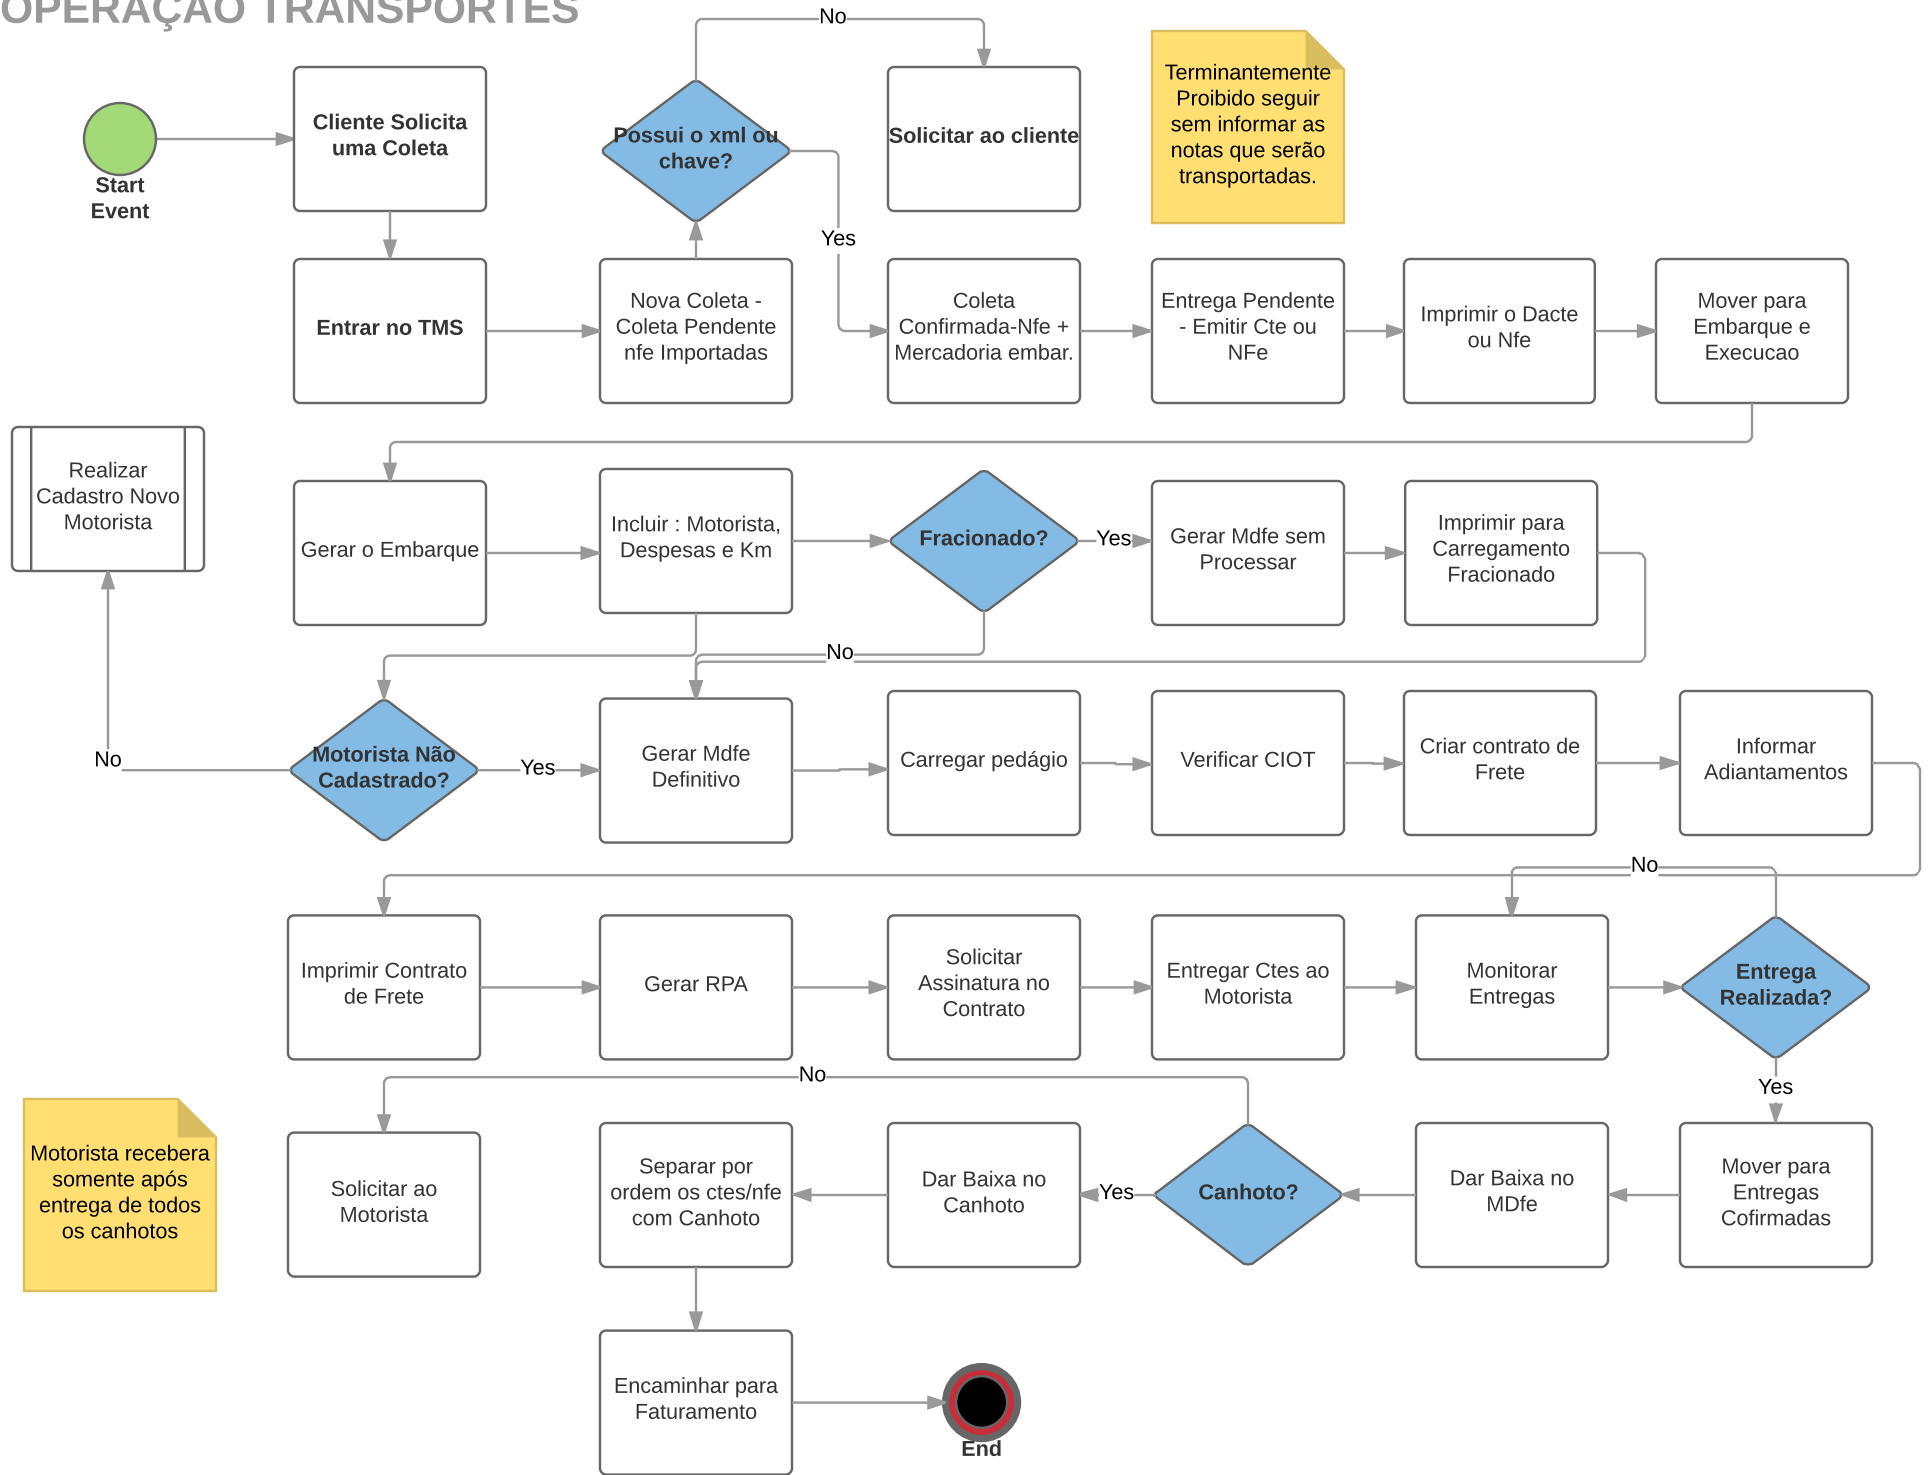 OPERAÇÃO TRANSPORTES
No
Start
Event
Cliente Solicita
uma Coleta
Possui o xml ou
chave?
Solicitar ao cliente
Terminantemente
Proibido seguir
sem informar as
notas que serão
transportadas.
Yes
Entrar no TMS
Nova Coleta -
Coleta Pendente
nfe Importadas
Coleta
Confirmada-Nfe +
Mercadoria embar.
Entrega Pendente
- Emitir Cte ou
NFe
Imprimir o Dacte
ou Nfe
Mover para
Embarque e
Execucao
Realizar
Cadastro Novo
Motorista
Gerar o Embarque
Incluir : Motorista,
Despesas e Km
Fracionado?
Yes
Gerar Mdfe sem
Processar
Imprimir para
Carregamento
Fracionado
No
No
Motorista Não
Cadastrado?
Yes
Gerar Mdfe
Definitivo
Carregar pedágio
Verificar CIOT
Criar contrato de
Frete
Informar
Adiantamentos
No
Imprimir Contrato
de Frete
Gerar RPA
Solicitar
Assinatura no
Contrato
Entregar Ctes ao
Motorista
Monitorar
Entregas
Entrega
Realizada?
No
Yes
Motorista recebera
somente após
entrega de todos
os canhotos
Solicitar ao
Motorista
Separar por
ordem os ctes/nfe
com Canhoto
Dar Baixa no
Canhoto
Yes
Canhoto?
Dar Baixa no
MDfe
Mover para
Entregas
Cofirmadas
Encaminhar para
Faturamento
End